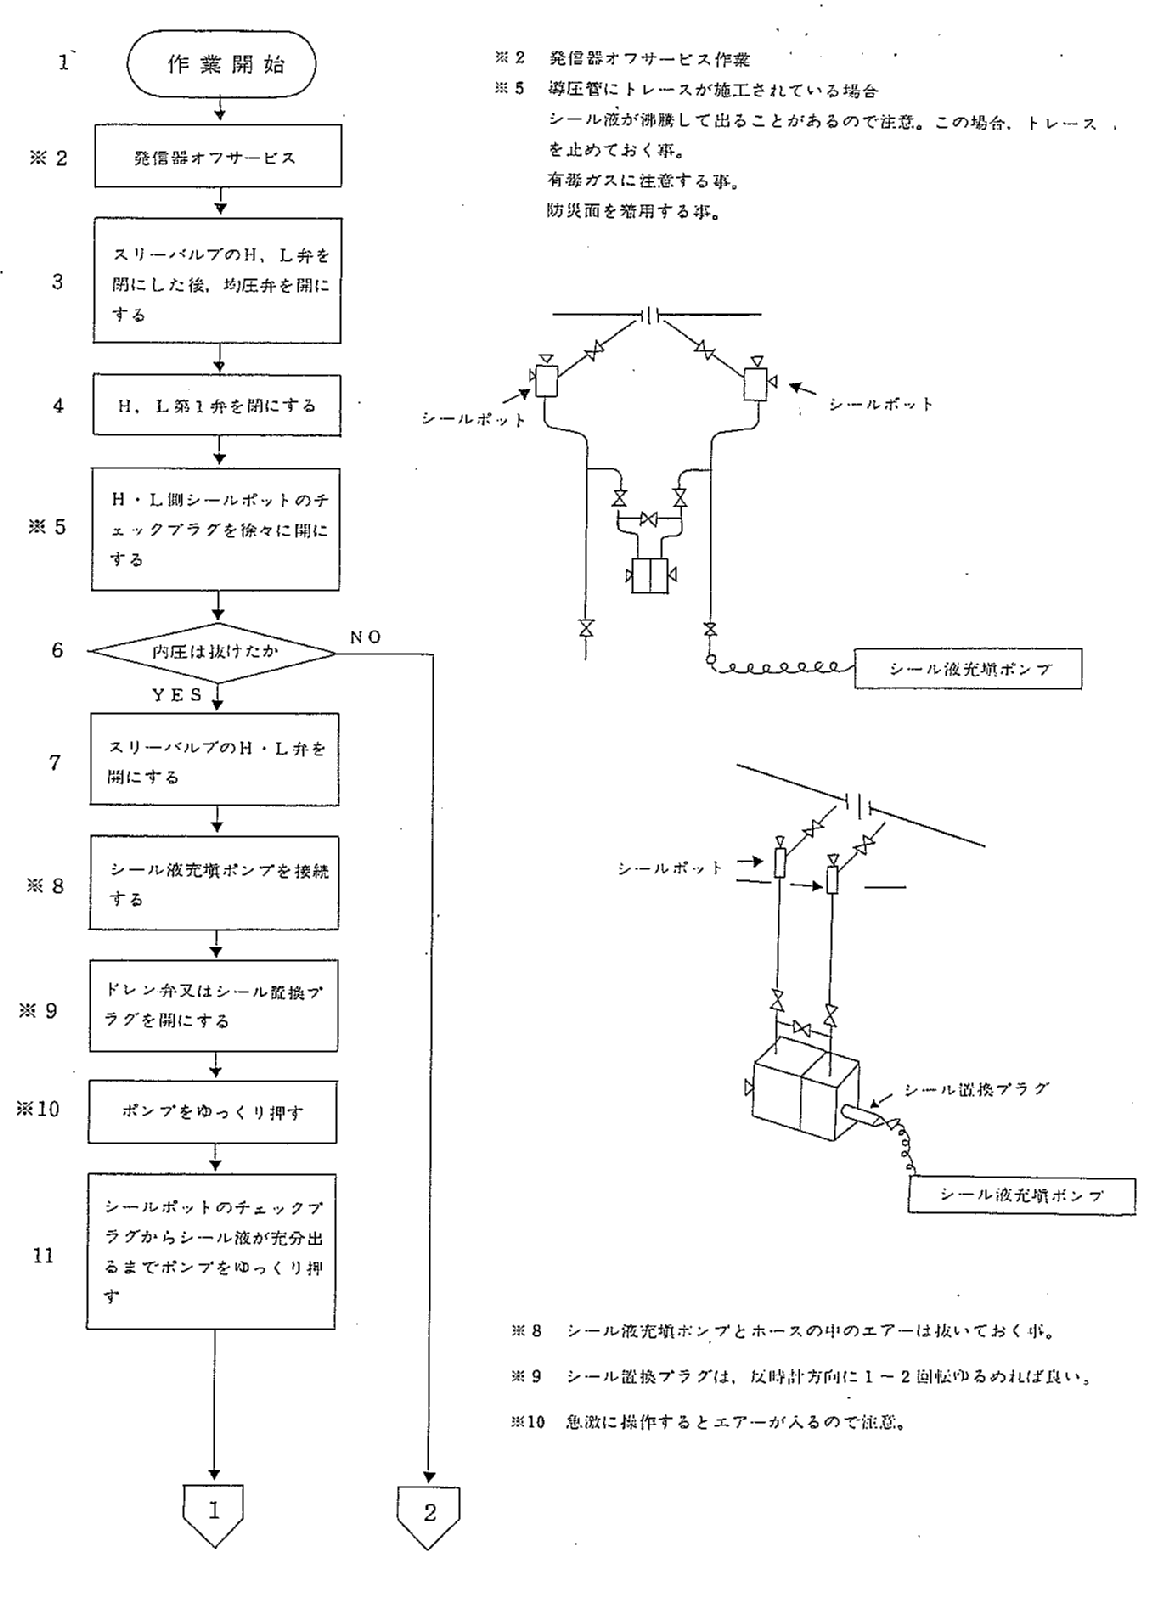 1 作業開始
※2 発信器オフサービス
3 スリーバルブのH、L弁を
閉にした後、均圧弁を開に
する
4 H、L第1弁を閉にする
※5 H・L側シールポットのチ
ェックプラグを徐々に開に
する
6 内圧は抜けたか
NO
YES
7 スリーバルブのH・L弁を
開にする
※8 シール液充塡ポンプを接続
する
※9 ドレン弁又はシール置換プ
ラグを開にする
※10 ポンプをゆっくり押す
11 シールポットのチェックプ
ラグからシール液が充分出
るまでポンプをゆっくり押
す
1
2
※2 発信器オフサービス作業
※5 導圧管にトレースが施工されている場合
シール液が沸騰して出ることがあるので注意。この場合、トレース
を止めておく事。
有毒ガスに注意する事。
防災面を着用する事。
シールポット
シールポット
シール液充塡ポンプ
シールポット
シール置換プラグ
シール液充塡ポンプ
※8 シール液充塡ポンプとホースの中のエアーは抜いておく事。
※9 シール置換プラグは、反時計方向に1~2回転ゆるめれば良い。
※10 急激に操作するとエアーが入るので注意。